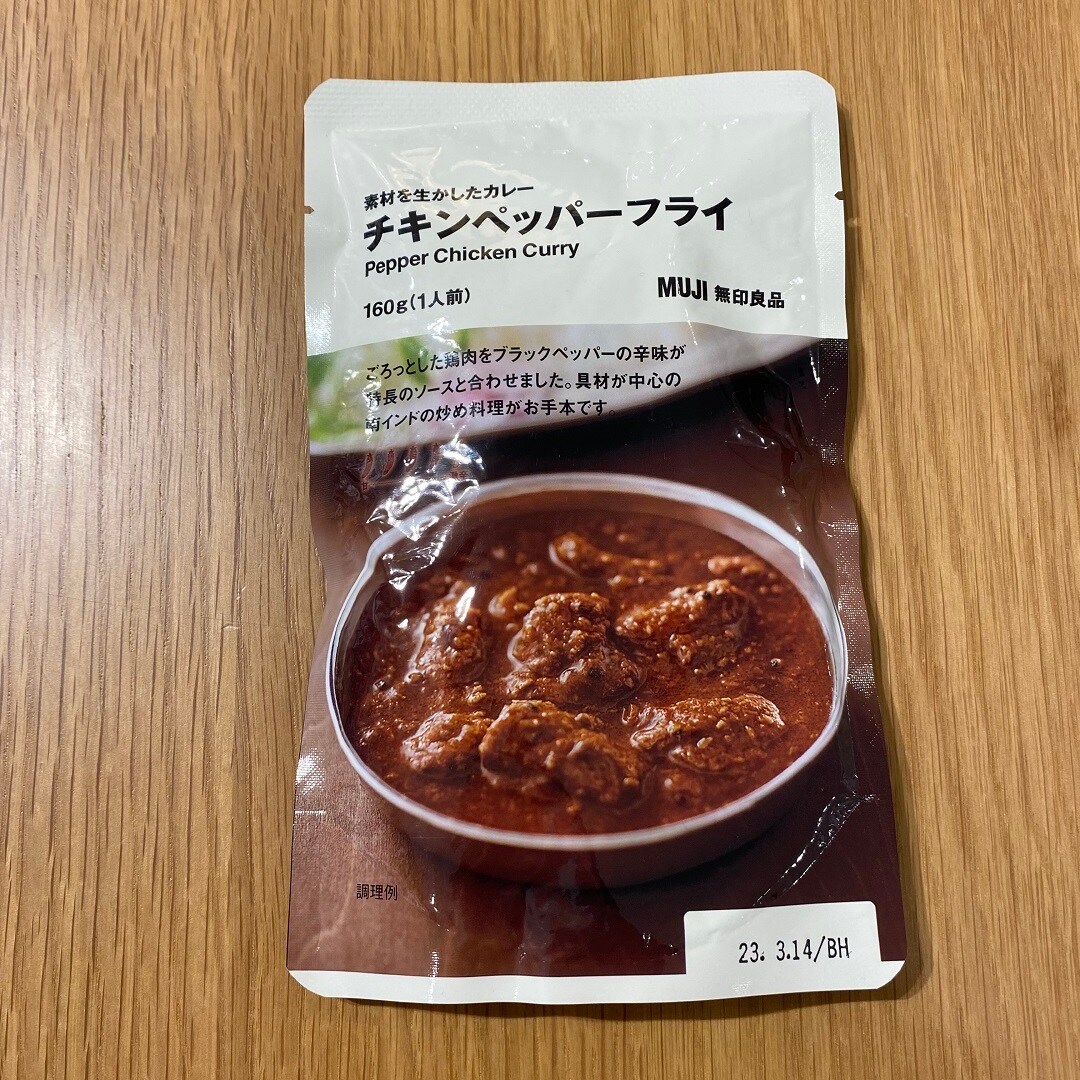 素材を生かしたカレー
チキンペッパーフライ
Pepper Chicken Curry
160g(1人前)
MUJI 無印良品
ごろっとした鶏肉をブラックペッパーの辛味が
特長のソースと合わせました。具材が中心の
南インドの炒め料理がお手本です。
調理例
23. 3.14/BH